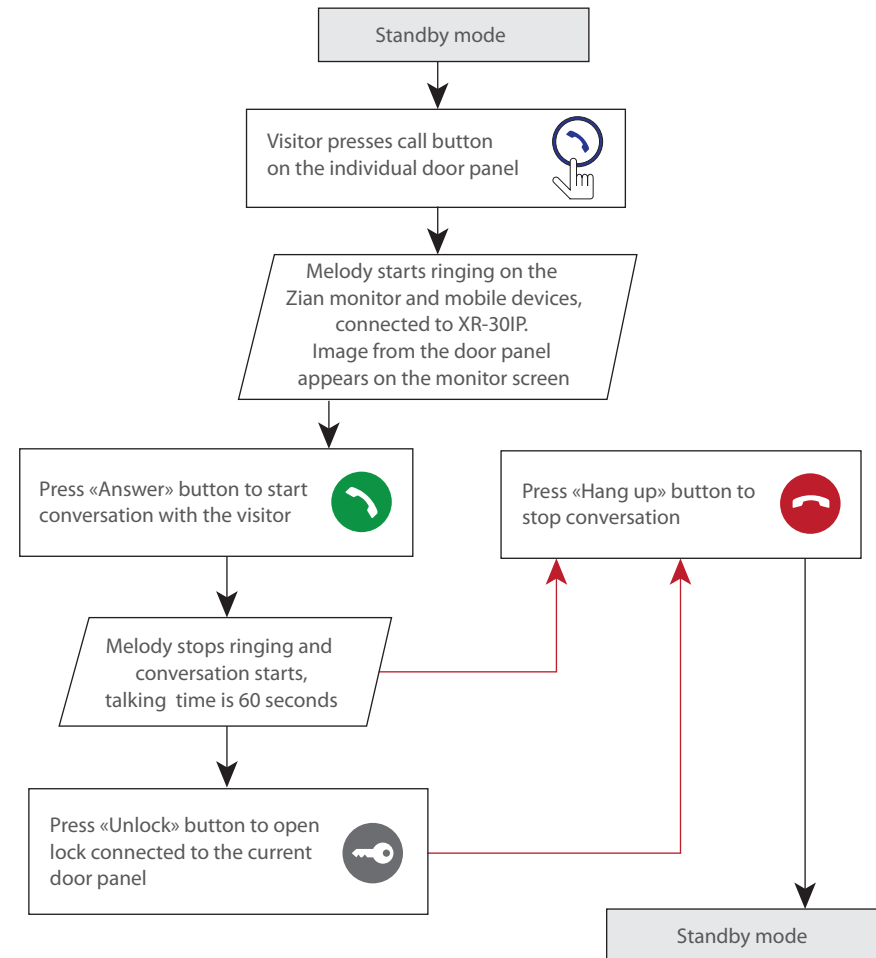 Standby mode
Visitor presses call button
on the individual door panel
Melody starts ringing on the
Zian monitor and mobile devices,
connected to XR-30IP.
Image from the door panel
appears on the monitor screen
Press «Answer» button to start
conversation with the visitor
Press «Hang up» button to
stop conversation
Melody stops ringing and
conversation starts,
talking time is 60 seconds
Press «Unlock» button to open
lock connected to the current
door panel
Standby mode